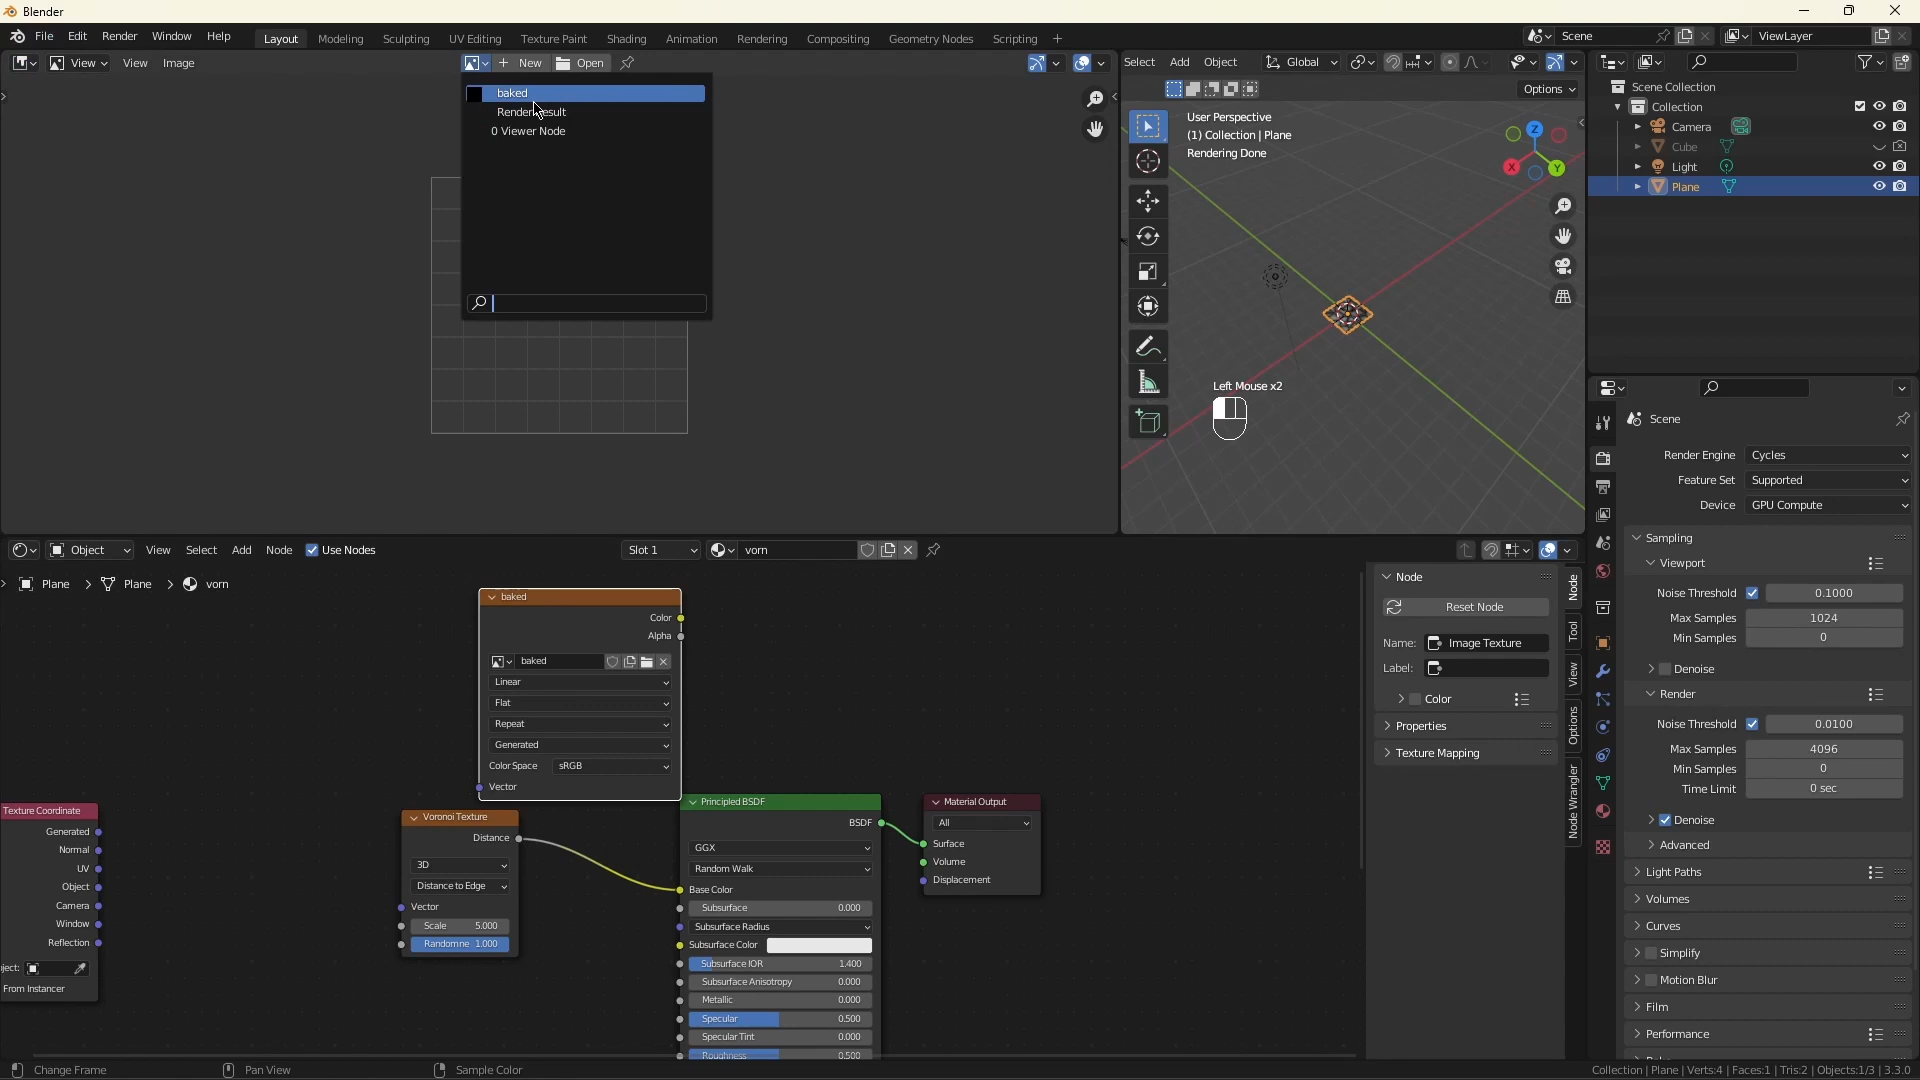 Blender
File Edit Render Window Help
Layout Modeling Sculpting UV Editing Texture Paint Shading Animation Rendering Compositing Geometry Nodes Scripting +
Scene
ViewLayer
View View Image
New Open
baked
Render Result
0 Viewer Node
Select Add Object Global
Options
User Perspective
(1) Collection | Plane
Rendering Done
Z
X
Y
Left Mouse x2
Scene Collection
Collection
Camera
Cube
Light
Plane
Scene
Render Engine Cycles
Feature Set Supported
Device GPU Compute
Sampling
Viewport
Noise Threshold 0.1000
Max Samples 1024
Min Samples 0
Denoise
Render
Noise Threshold 0.0100
Max Samples 4096
Min Samples 0
Time Limit 0 sec
Denoise
Advanced
Light Paths
Volumes
Curves
Simplify
Motion Blur
Film
Performance
Object View Select Add Node Use Nodes Slot 1 vorn
Plane > Plane > vorn
baked
Color
Alpha
baked
Linear
Flat
Repeat
Generated
Color Space sRGB
Vector
Texture Coordinate
Generated
Normal
UV
Object
Camera
Window
Reflection
ject:
From Instancer
Voronoi Texture
Distance
3D
Distance to Edge
Vector
Scale 5.000
Randomne 1.000
Principled BSDF
BSDF
GGX
Random Walk
Base Color
Subsurface 0.000
Subsurface Radius
Subsurface Color
Subsurface IOR 1.400
Subsurface Anisotropy 0.000
Metallic 0.000
Specular 0.500
Specular Tint 0.000
Roughness 0.500
Material Output
All
Surface
Volume
Displacement
Node
Reset Node
Name: Image Texture
Label:
Color
Properties
Texture Mapping
Node
Tool
View
Options
Node Wrangler
Change Frame Pan View Sample Color
Collection | Plane | Verts:4 | Faces:1 | Tris:2 | Objects:1/3 | 3.3.0